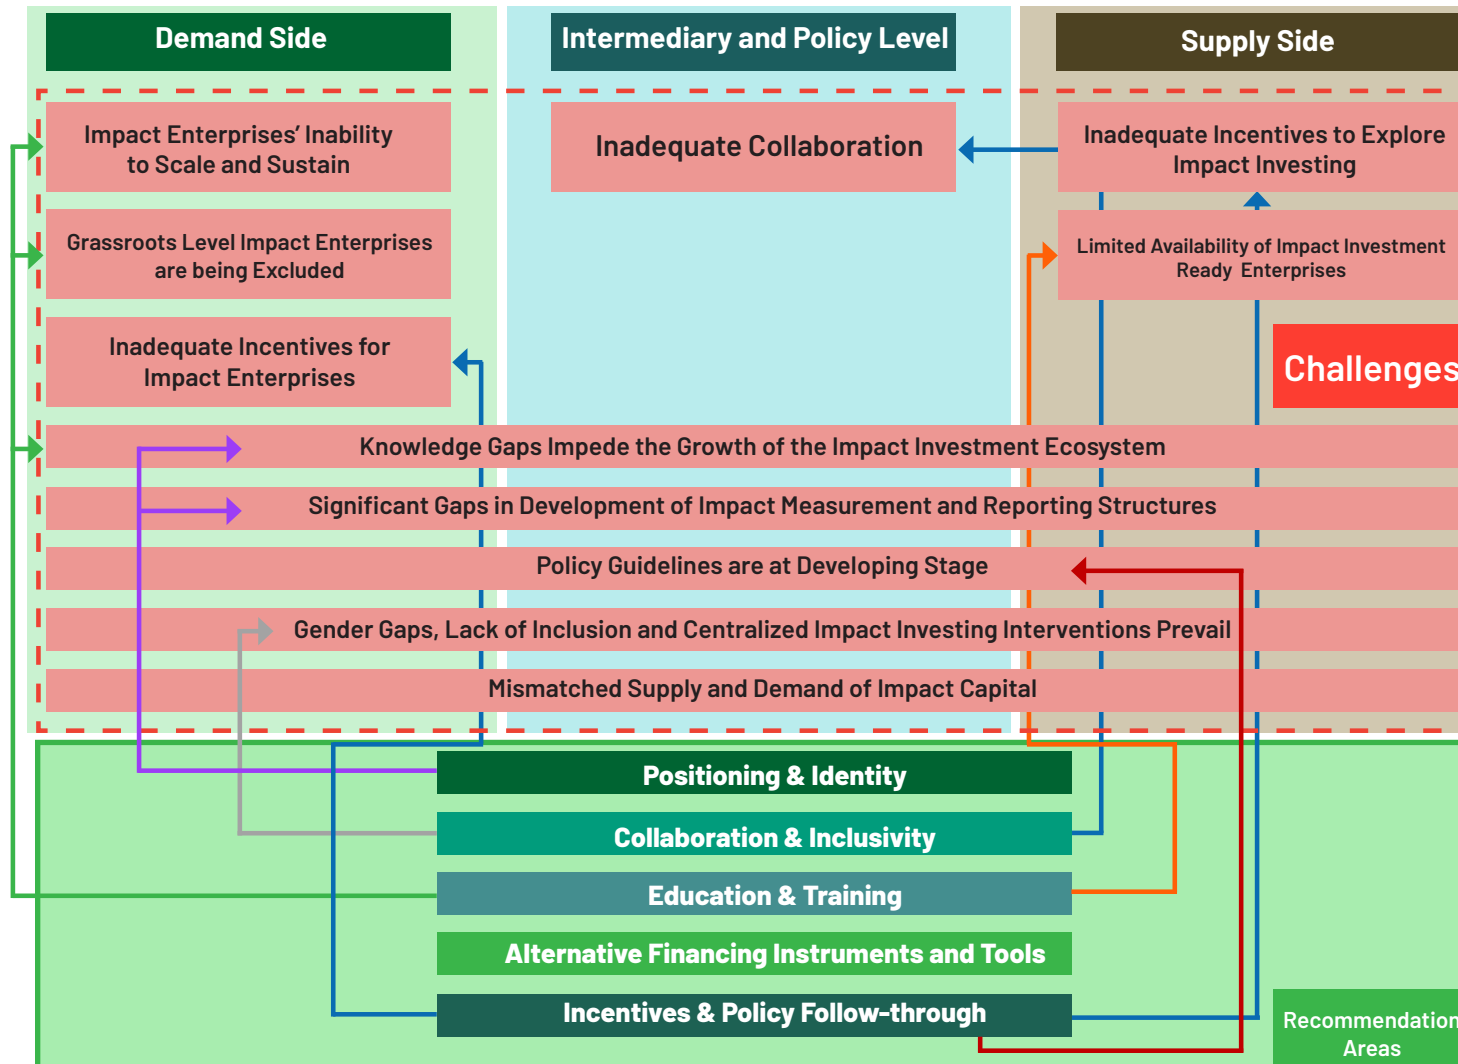 Demand Side
Intermediary and Policy Level
Supply Side
Impact Enterprises’ Inability
to Scale and Sustain
Inadequate Collaboration
Inadequate Incentives to Explore
Impact Investing
Grassroots Level Impact Enterprises
are being Excluded
Limited Availability of Impact Investment
Ready Enterprises
Inadequate Incentives for
Impact Enterprises
Challenges
Knowledge Gaps Impede the Growth of the Impact Investment Ecosystem
Significant Gaps in Development of Impact Measurement and Reporting Structures
Policy Guidelines are at Developing Stage
Gender Gaps, Lack of Inclusion and Centralized Impact Investing Interventions Prevail
Mismatched Supply and Demand of Impact Capital
Positioning & Identity
Collaboration & Inclusivity
Education & Training
Alternative Financing Instruments and Tools
Incentives & Policy Follow-through
Recommendation
Areas